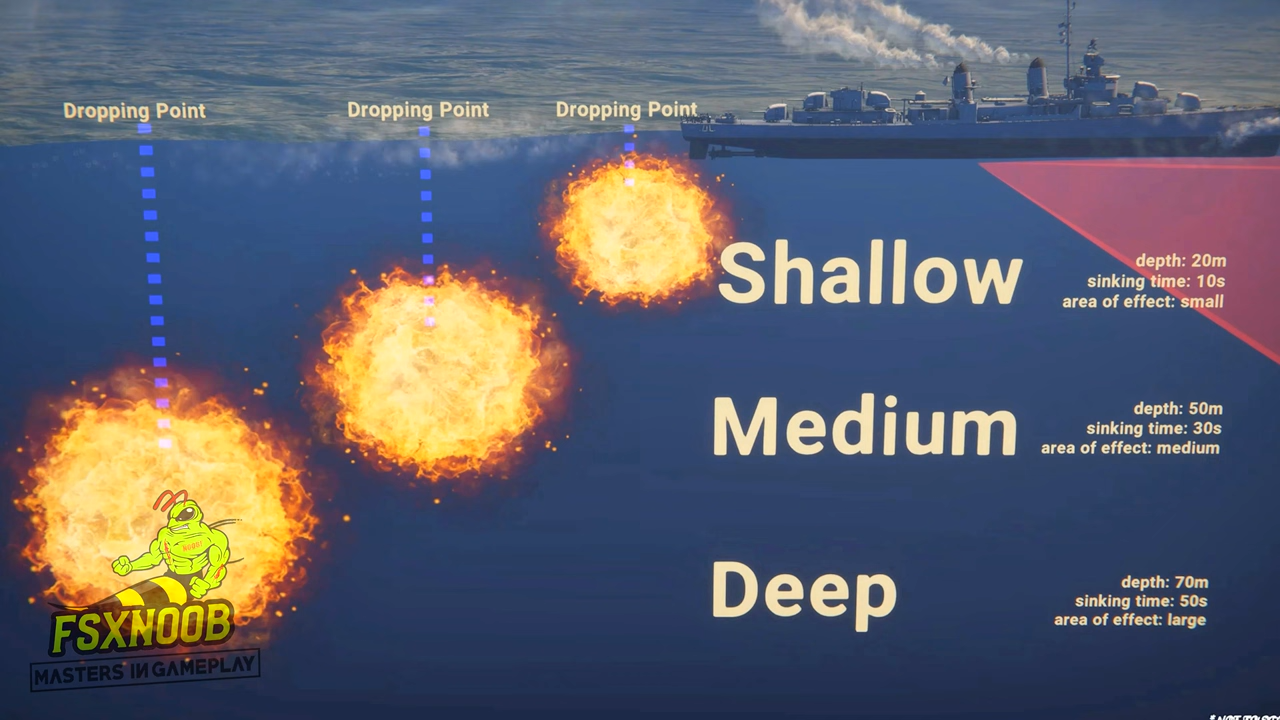 Dropping Point
Dropping Point
Dropping Point
Shallow
depth: 20m
sinking time: 10s
area of effect: small
Medium
depth: 50m
sinking time: 30s
area of effect: medium
Deep
depth: 70m
sinking time: 50s
area of effect: large
NOOB!
FSXNOOB
MASTERS IN GAMEPLAY